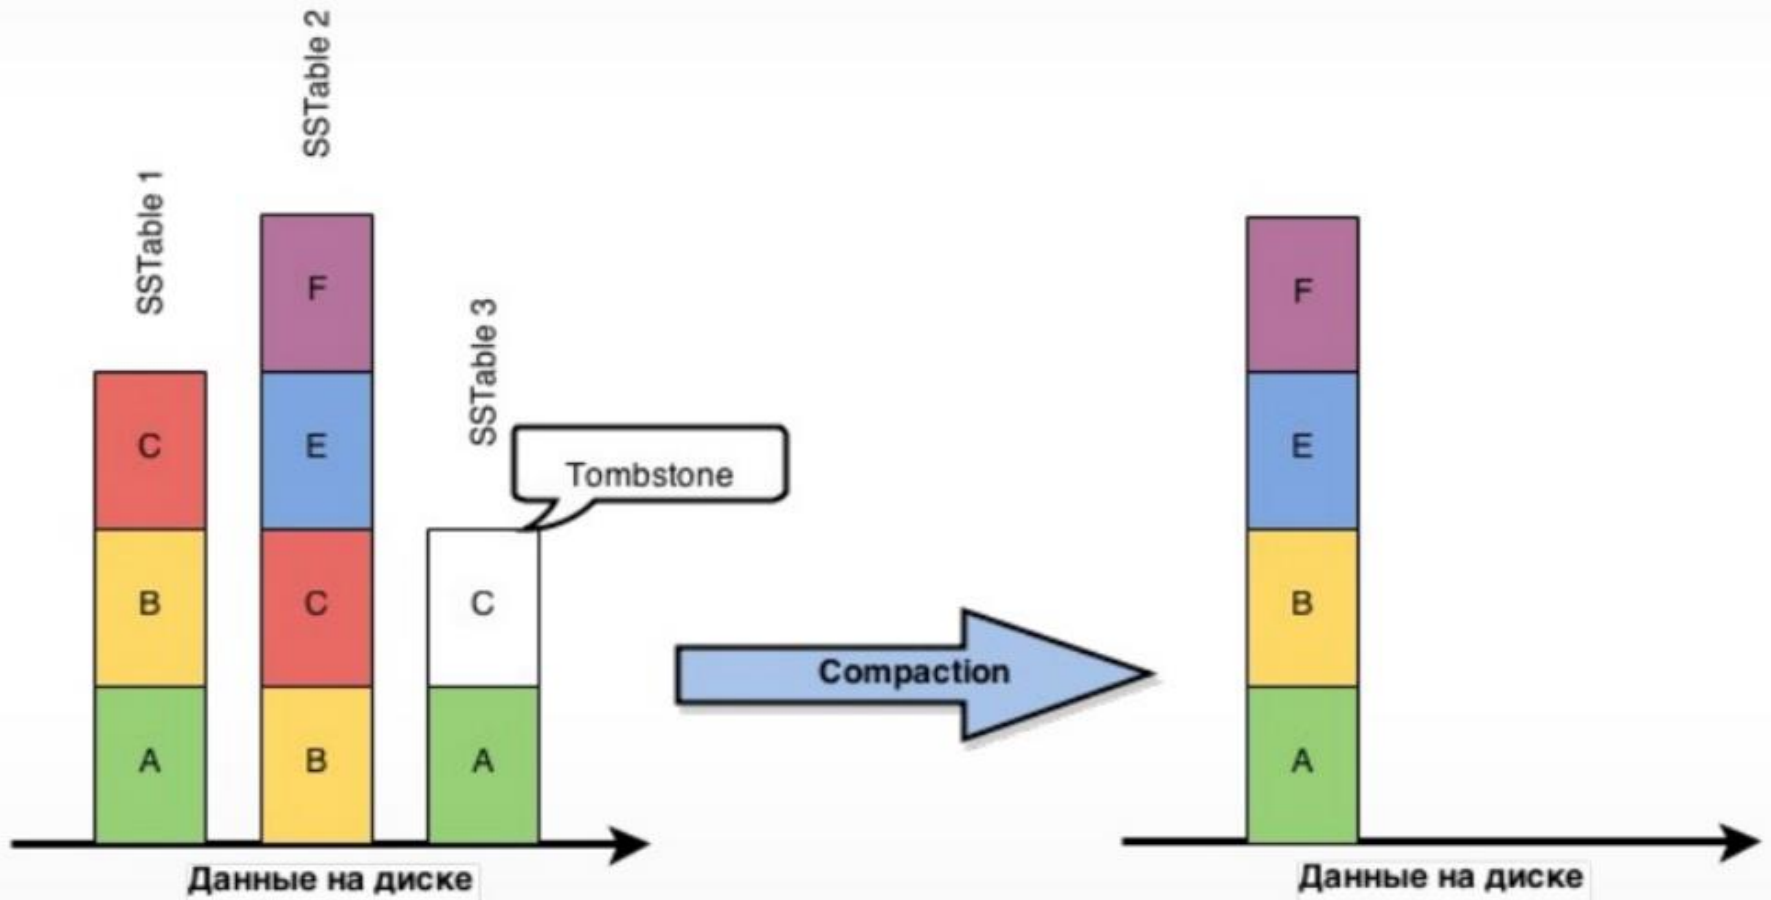 SSTable 1
SSTable 2
SSTable 3
C
B
A
F
E
C
B
Tombstone
C
A
Данные на диске
Compaction
F
E
B
A
Данные на диске